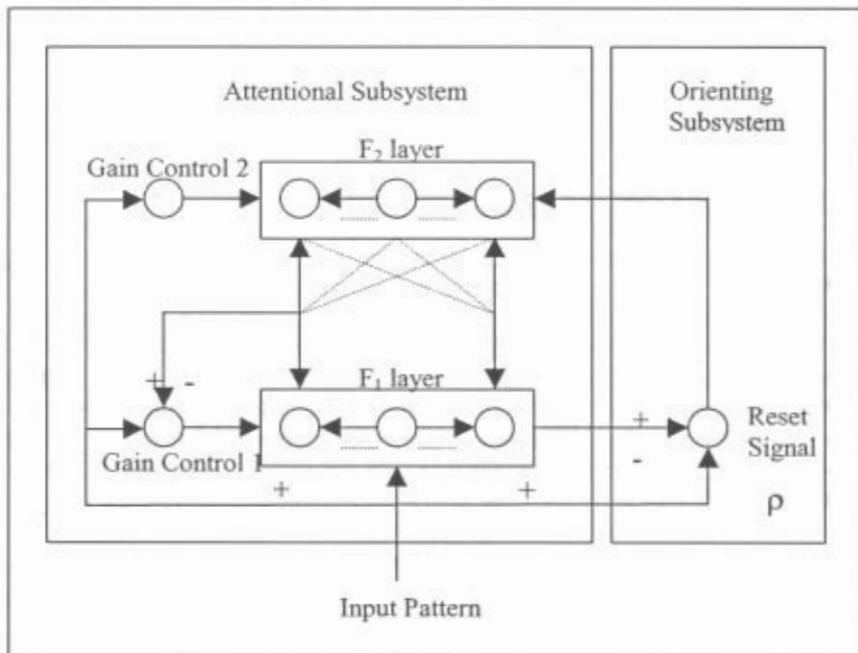 Attentional Subsystem
Orienting
Subsystem
F₂ layer
Gain Control 2
+ -
F₁ layer
Gain Control 1
+ +
+
-
Reset
Signal
ρ
Input Pattern